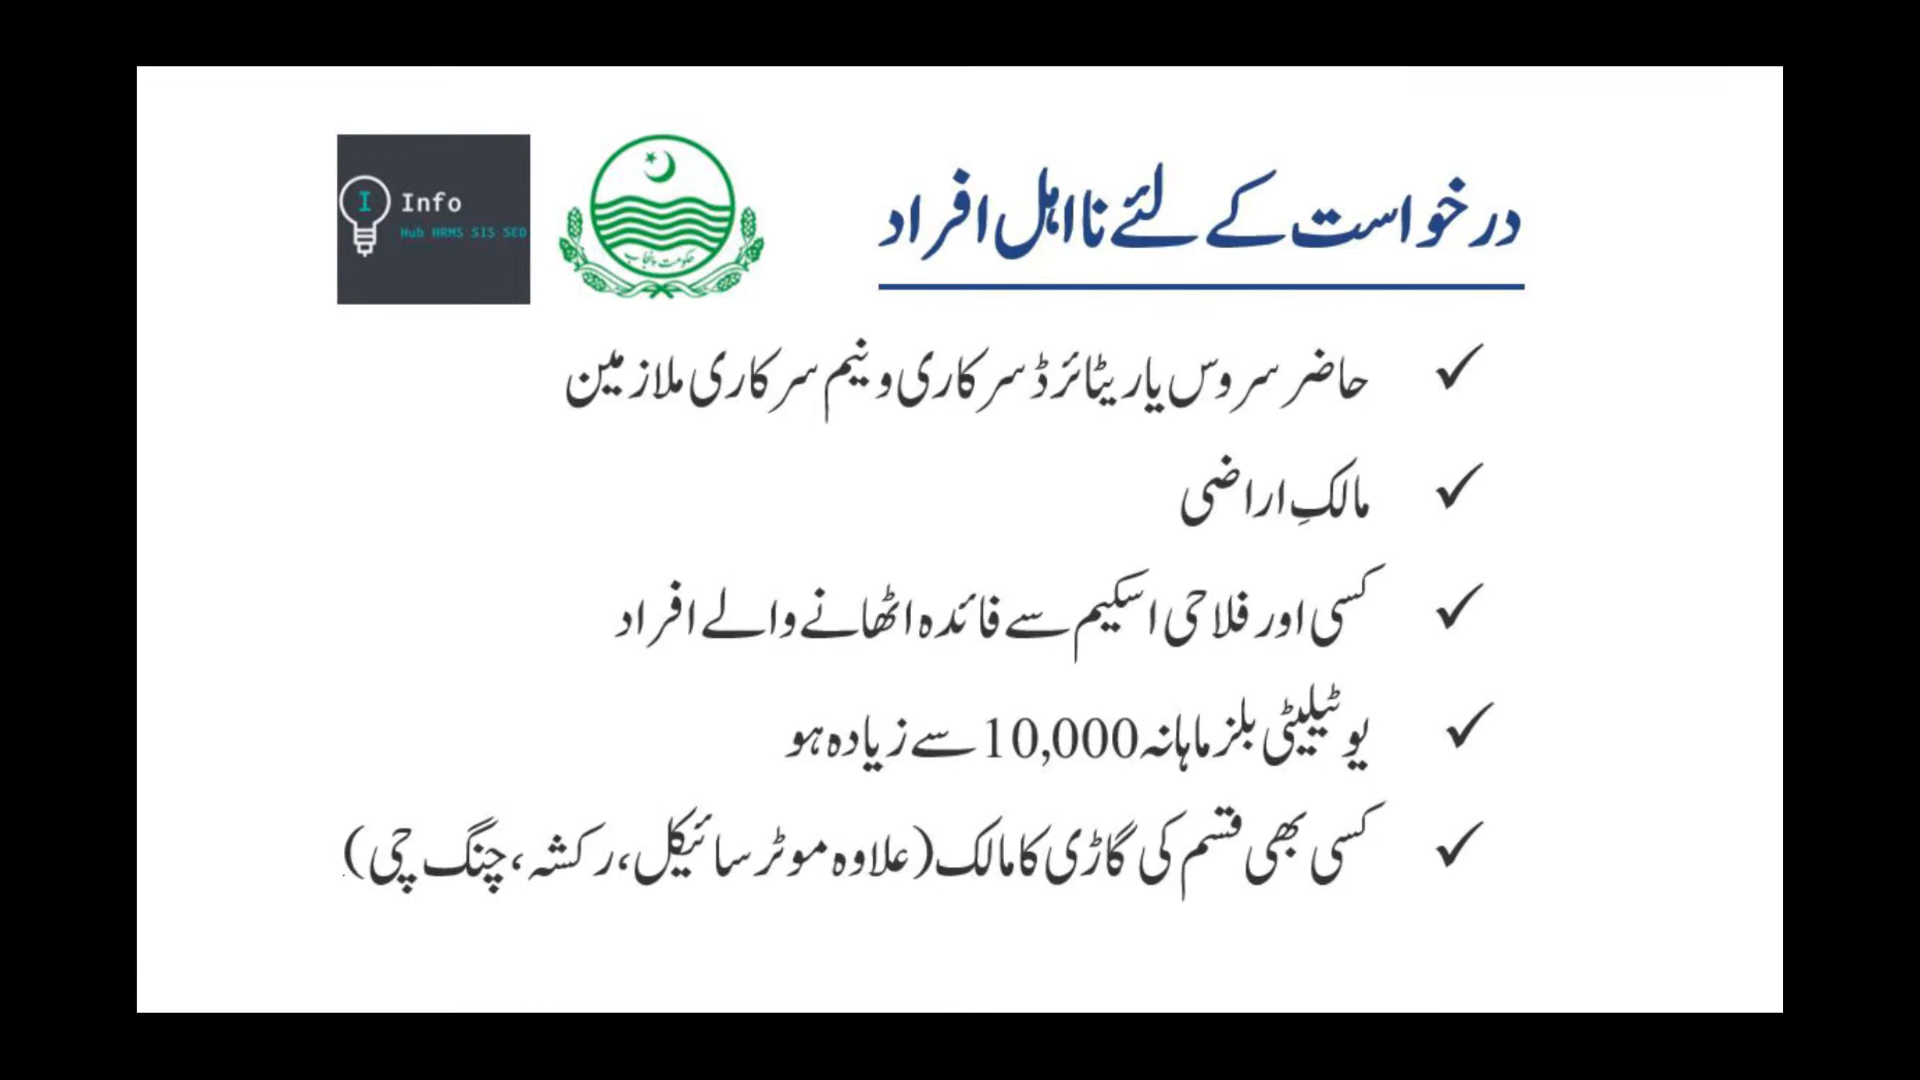 Info
Hub HRMS SIS SED
حکومت پنجاب
درخواست کے لئے نااہل افراد
✓ حاضر سروس یا ریٹائرڈ سرکاری و نیم سرکاری ملازمین
✓ مالکِ اراضی
✓ کسی اور فلاحی اسکیم سے فائدہ اٹھانے والے افراد
✓ یوٹیلیٹی بلز ماہانہ 10,000 سے زیادہ ہو
✓ کسی بھی قسم کی گاڑی کا مالک (علاوہ موٹر سائیکل، رکشہ، چنگ چی)